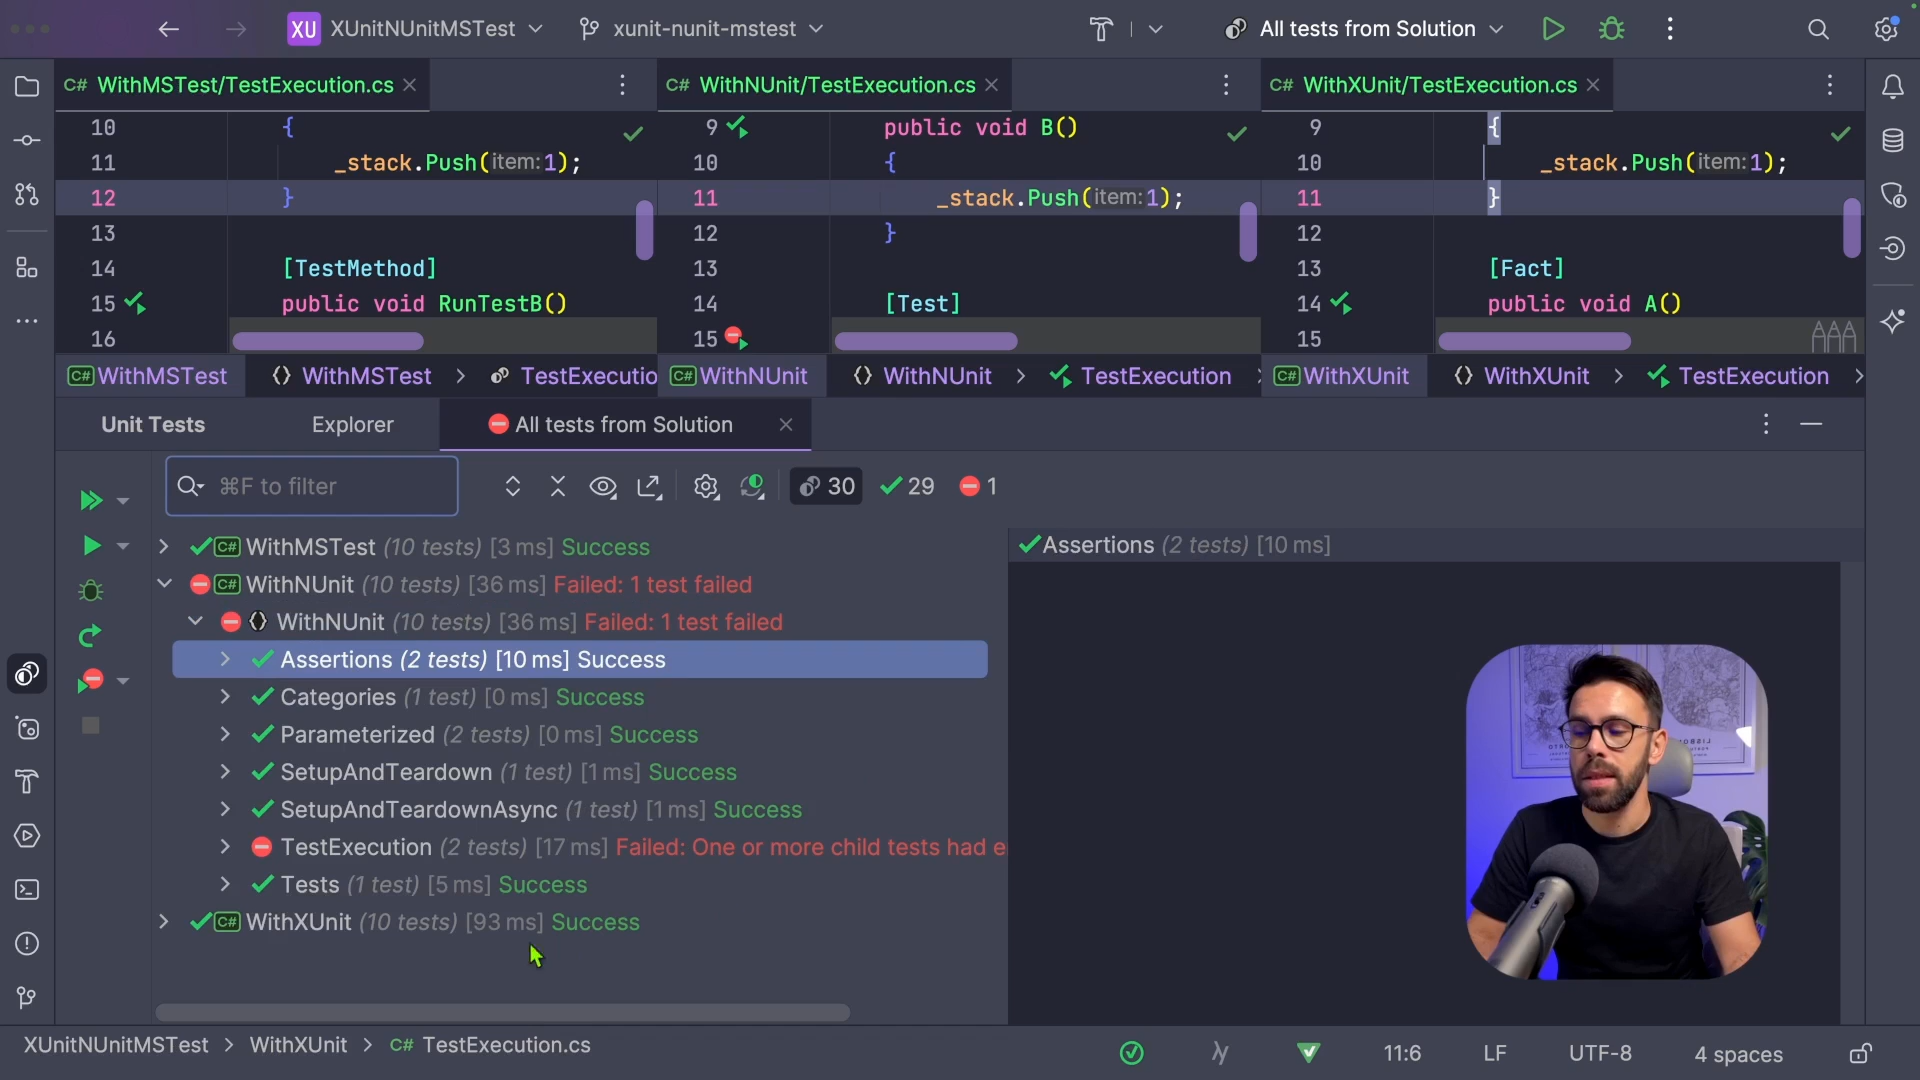 XU XUnitNUnitMSTest xunit-nunit-mstest All tests from Solution
C# WithMSTest/TestExecution.cs C# WithNUnit/TestExecution.cs C# WithXUnit/TestExecution.cs
10 {
11 _stack.Push(item:1);
12 }
13
14 [TestMethod]
15 public void RunTestB()
16
9 public void B()
10 {
11 _stack.Push(item:1);
12 }
13
14 [Test]
15
9 {
10 _stack.Push(item:1);
11 }
12
13 [Fact]
14 public void A()
15
C# WithMSTest WithMSTest TestExecutio C# WithNUnit WithNUnit TestExecution C# WithXUnit WithXUnit TestExecution
Unit Tests Explorer All tests from Solution
⌘F to filter 30 29 1
C# WithMSTest (10 tests) [3 ms] Success
C# WithNUnit (10 tests) [36 ms] Failed: 1 test failed
WithNUnit (10 tests) [36 ms] Failed: 1 test failed
Assertions (2 tests) [10 ms] Success
Categories (1 test) [0 ms] Success
Parameterized (2 tests) [0 ms] Success
SetupAndTeardown (1 test) [1 ms] Success
SetupAndTeardownAsync (1 test) [1 ms] Success
TestExecution (2 tests) [17 ms] Failed: One or more child tests had e
Tests (1 test) [5 ms] Success
C# WithXUnit (10 tests) [93 ms] Success
Assertions (2 tests) [10 ms]
XUnitNUnitMSTest > WithXUnit > C# TestExecution.cs 11:6 LF UTF-8 4 spaces